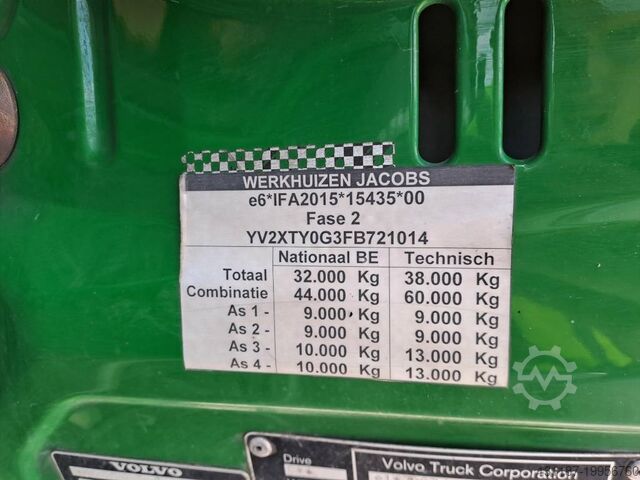 WERKHUIZEN JACOBS
e6*IFA2015*15435*00
Fase 2
YV2XTY0G3FB721014
Nationaal BE Technisch
Totaal 32.000 Kg 38.000 Kg
Combinatie 44.000 Kg 60.000 Kg
As 1 - 9.000 Kg 9.000 Kg
As 2 - 9.000 Kg 9.000 Kg
As 3 - 10.000 Kg 13.000 Kg
As 4 - 10.000 Kg 13.000 Kg
VOLVO
Drive
Volvo Truck Corporation